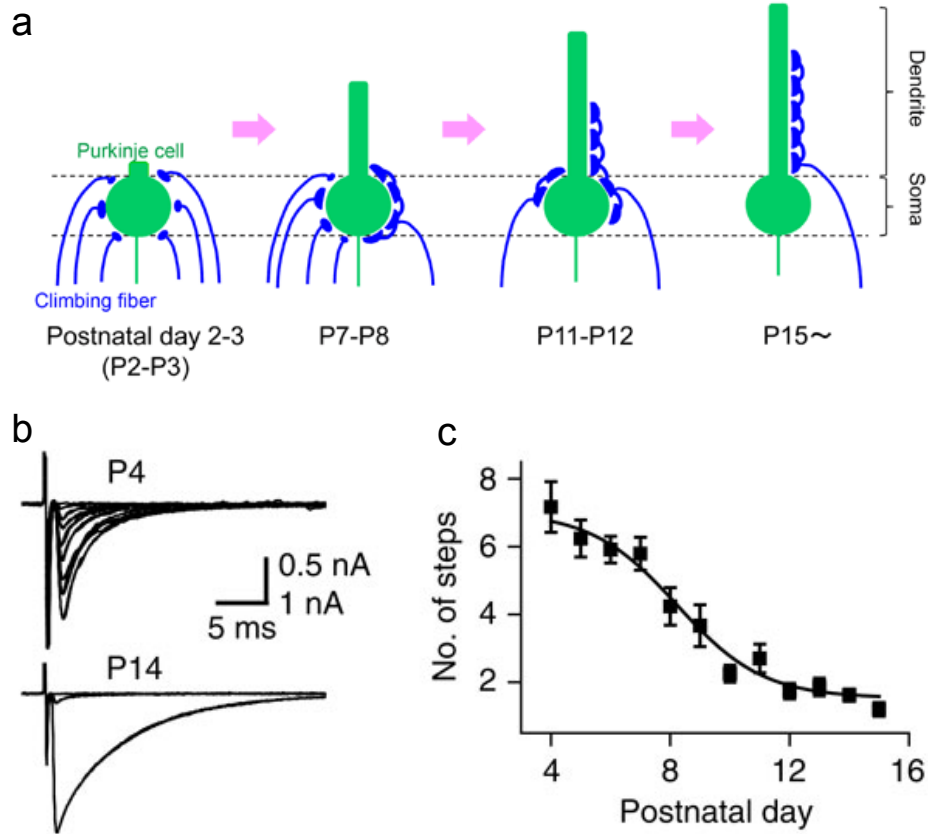 a
Purkinje cell
Dendrite
Soma
Climbing fiber
Postnatal day 2-3
(P2-P3)
P7-P8
P11-P12
P15～
b
P4
0.5 nA
1 nA
5 ms
P14
c
No. of steps
8
6
4
2
4
8
12
16
Postnatal day